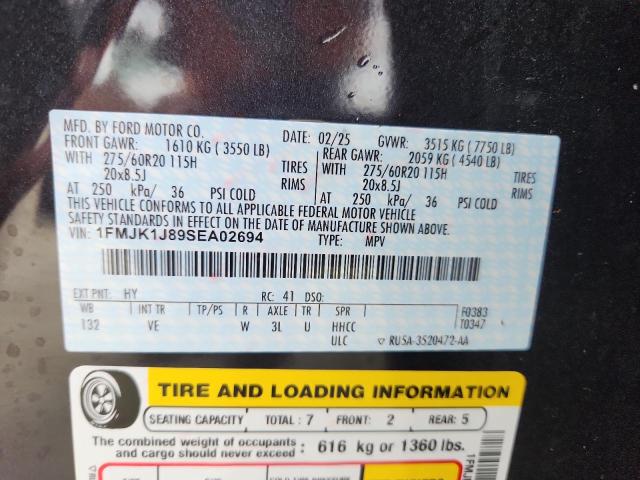 MFD. BY FORD MOTOR CO. DATE: 02/25 GVWR: 3515 KG ( 7750 LB)
FRONT GAWR: 1610 KG ( 3550 LB) REAR GAWR: 2059 KG ( 4540 LB)
WITH 275/60R20 115H TIRES WITH 275/60R20 115H TIRES
20x8.5J RIMS 20x8.5J RIMS
AT 250 kPa/ 36 PSI COLD AT 250 kPa/ 36 PSI COLD
THIS VEHICLE CONFORMS TO ALL APPLICABLE FEDERAL MOTOR VEHICLE
SAFETY STANDARDS IN EFFECT ON THE DATE OF MANUFACTURE SHOWN ABOVE.
VIN: 1FMJK1J89SEA02694 TYPE: MPV
EXT PNT: HY RC: 41 DSO:
WB INT TR TP/PS R AXLE TR SPR F0383
132 VE W 3L U HHCC T0347
ULC ▽ RU5A-3520472-AA
TIRE AND LOADING INFORMATION
SEATING CAPACITY TOTAL : 7 FRONT: 2 REAR: 5
The combined weight of occupants
and cargo should never exceed : 616 kg or 1360 lbs.